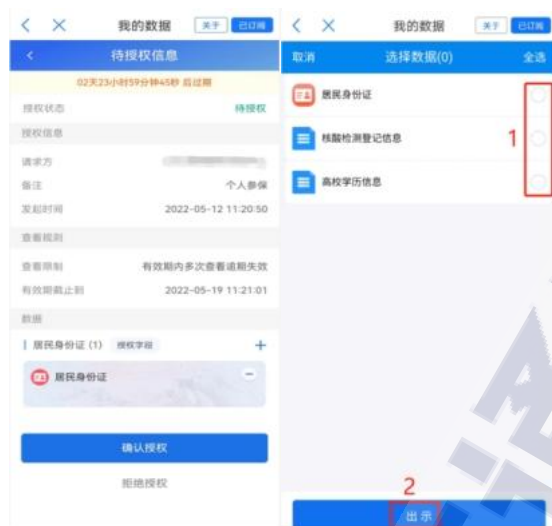 我的数据
关于
已订阅
待授权信息
02天23小时59分钟45秒 后过期
授权状态
待授权
授权信息
请求方
备注
个人参保
发起时间
2022-05-12 11:20:50
查看规则
查看限制
有效期内多次查看逾期失效
有效期截止到
2022-05-19 11:21:01
数据
居民身份证 (1)
授权字段
居民身份证
确认授权
拒绝授权
我的数据
关于
已订阅
取消
选择数据(0)
全选
居民身份证
核酸检测登记信息
1
高校学历信息
2
出示